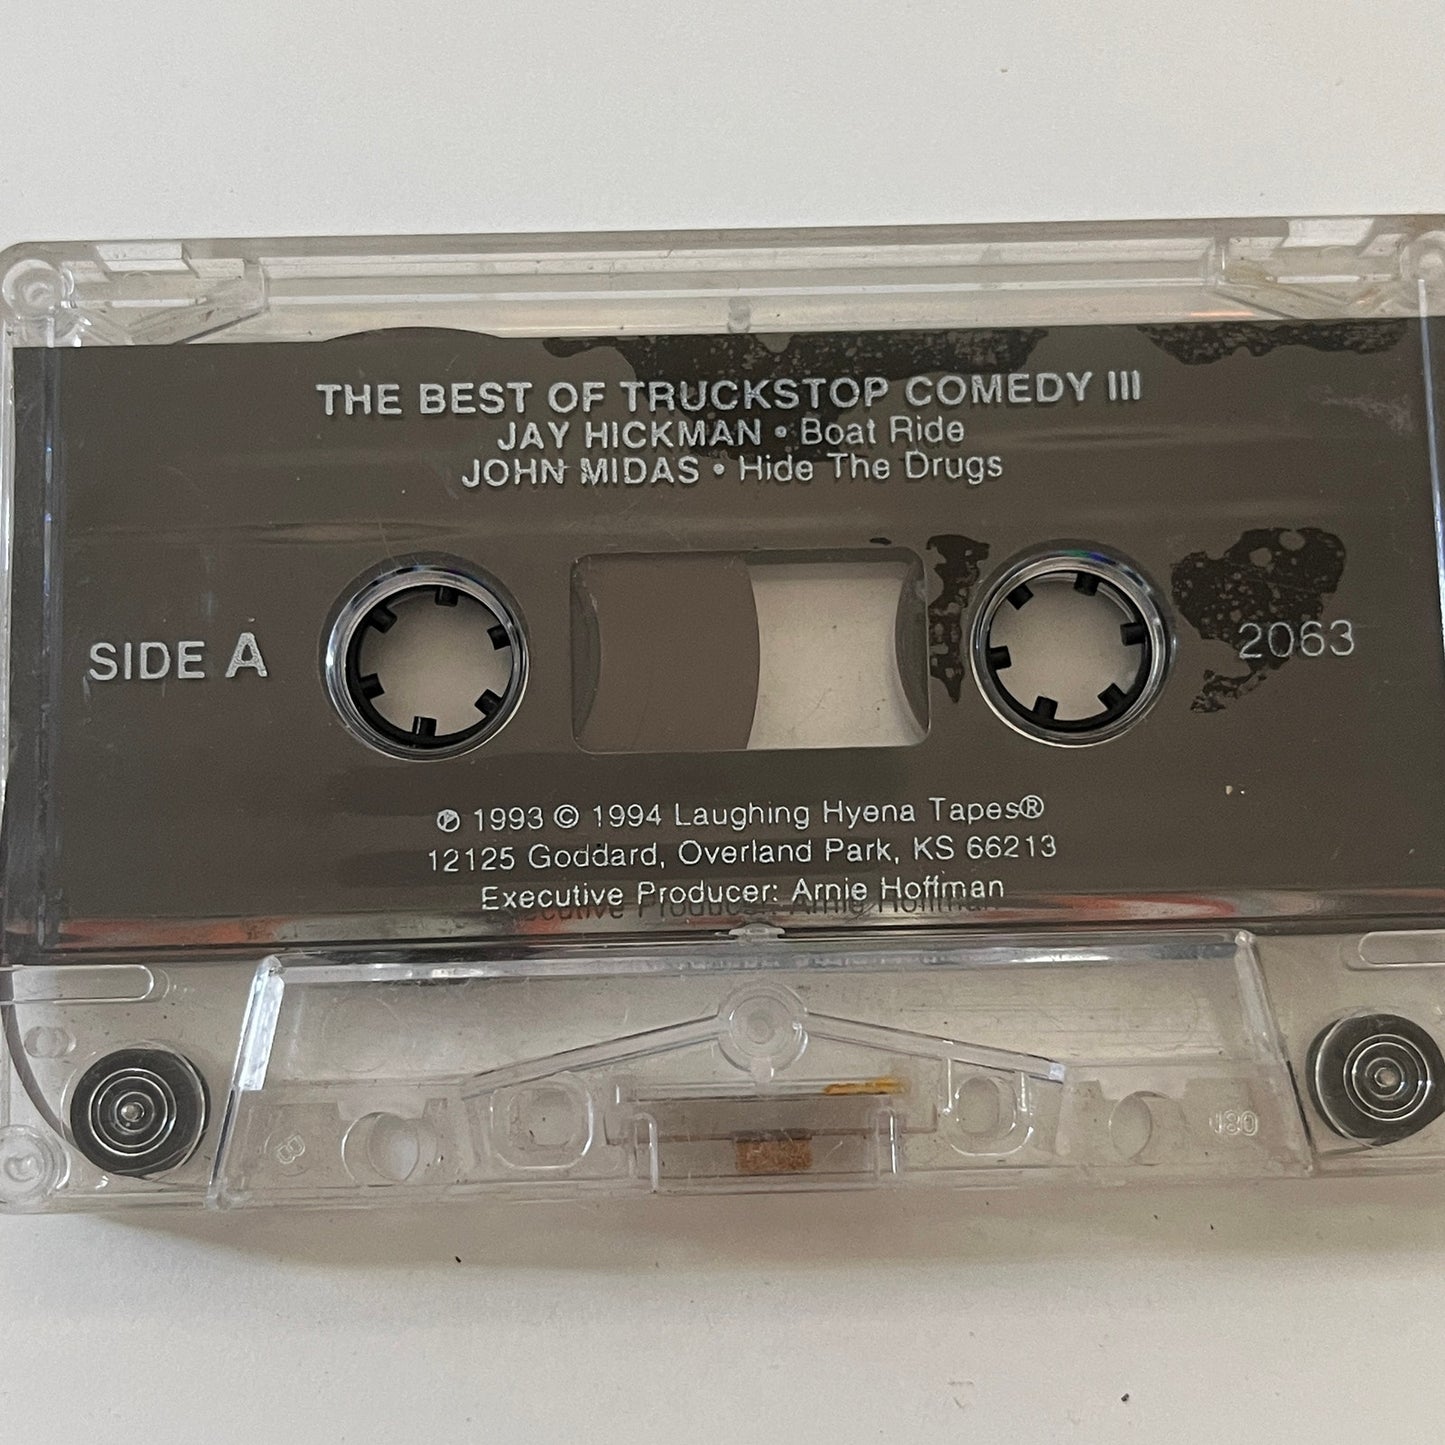 THE BEST OF TRUCKSTOP COMEDY III
JAY HICKMAN • Boat Ride
JOHN MIDAS • Hide The Drugs
SIDE A
2063
℗ 1993 © 1994 Laughing Hyena Tapes®
12125 Goddard, Overland Park, KS 66213
Executive Producer: Arnie Hoffman